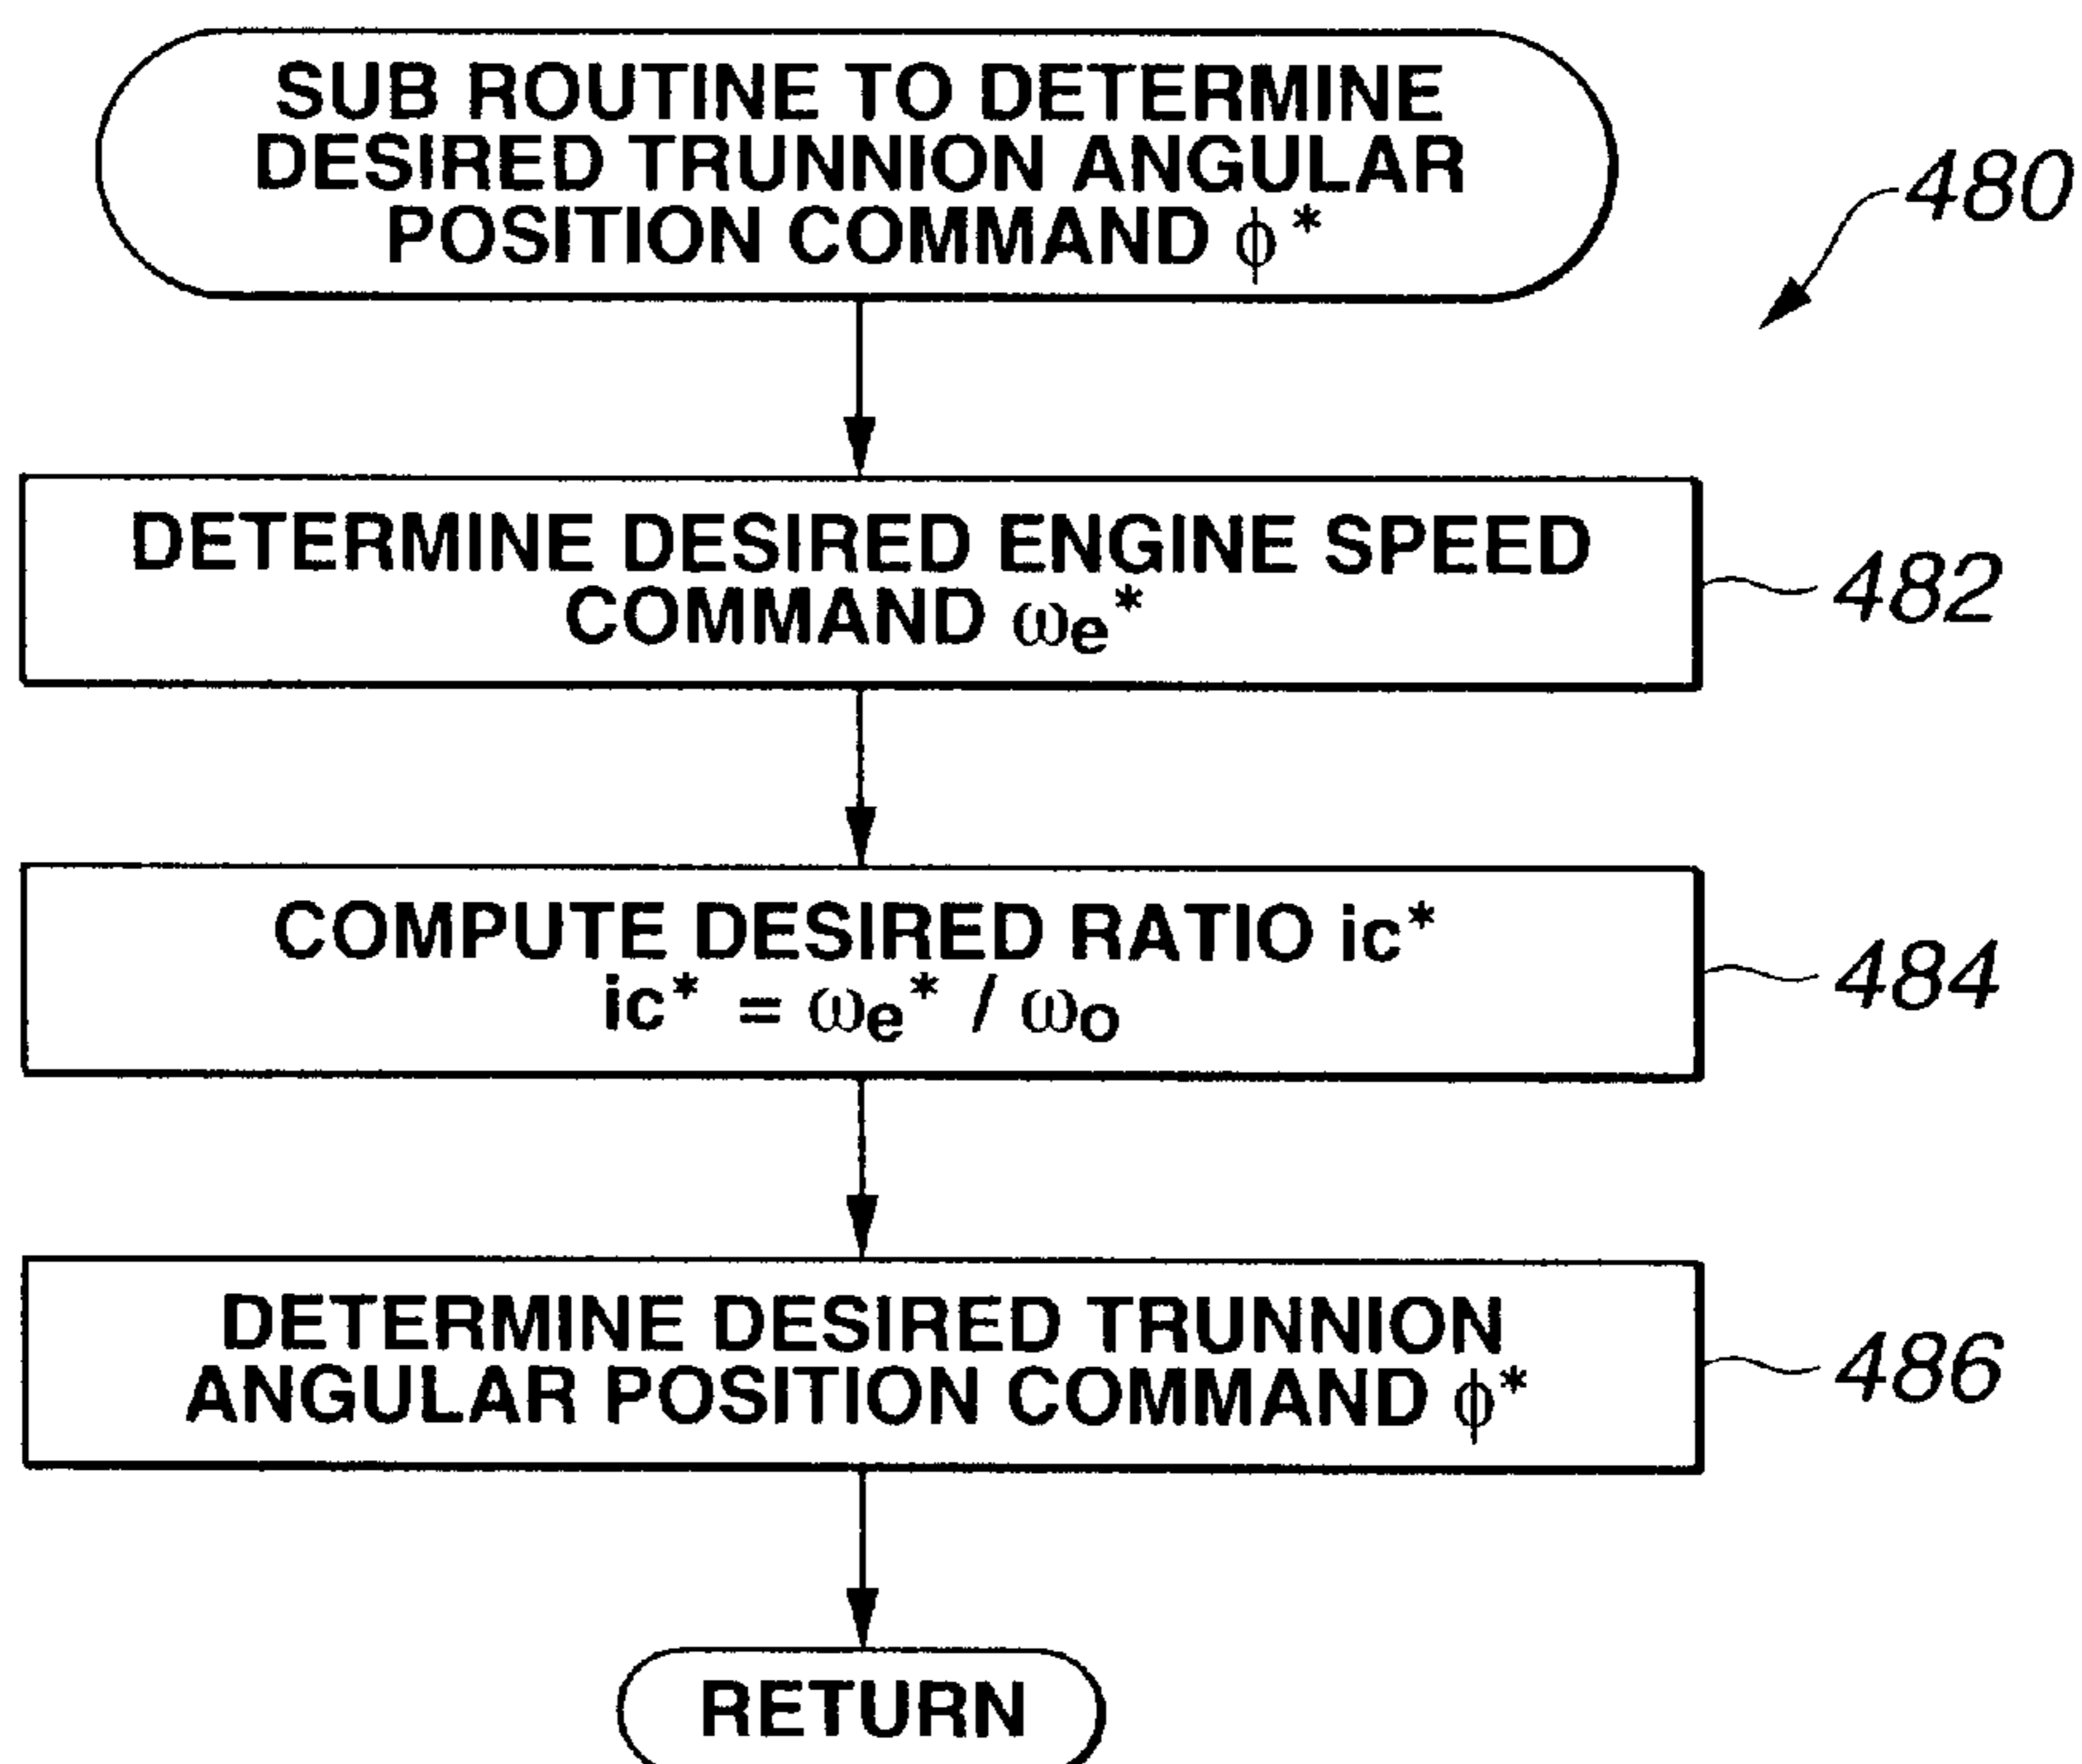 SUB ROUTINE TO DETERMINE
DESIRED TRUNNION ANGULAR
POSITION COMMAND ϕ*
480
DETERMINE DESIRED ENGINE SPEED
COMMAND ωe*
482
COMPUTE DESIRED RATIO ic*
ic* = ωe* / ωo
484
DETERMINE DESIRED TRUNNION
ANGULAR POSITION COMMAND ϕ*
486
RETURN